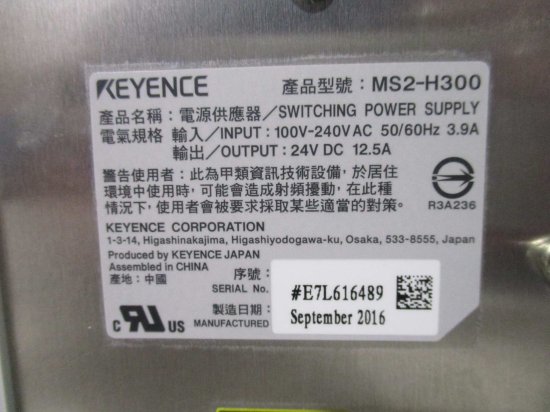 KEYENCE 產品型號：MS2-H300
產品名稱：電源供應器/SWITCHING POWER SUPPLY
電氣規格 輸入/INPUT : 100V-240V AC 50/60Hz 3.9A
輸出/OUTPUT : 24V DC 12.5A
警告使用者：此為甲類資訊技術設備，於居住
環境中使用時，可能會造成射頻擾動，在此種
情況下，使用者會被要求採取某些適當的對策。
R3A236
KEYENCE CORPORATION
1-3-14, Higashinakajima, Higashiyodogawa-ku, Osaka, 533-8555, Japan
Produced by KEYENCE JAPAN
Assembled in CHINA
產地：中國
序號：
SERIAL No.
#E7L616489
製造日期：
MANUFACTURED
September 2016
C RU US